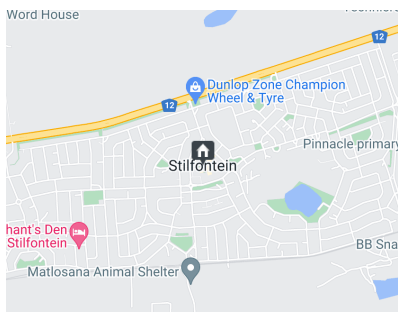 Word House
12
Dunlop Zone Champion
Wheel & Tyre
12
Pinnacle primary
Stilfontein
hant's Den
Stilfontein
BB Sna
Matlosana Animal Shelter